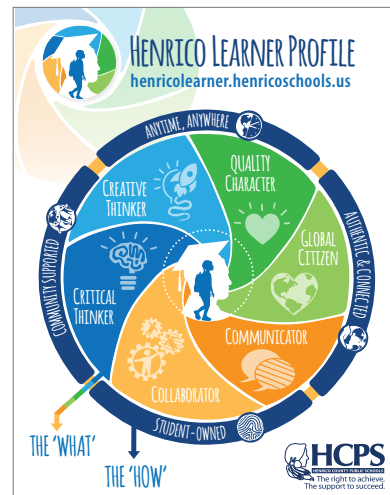 HENRICO LEARNER PROFILE
henricolearner.henricoschools.us
ANYTIME, ANYWHERE
CREATIVE
THINKER
QUALITY
CHARACTER
COMMUNITY SUPPORTED
GLOBAL
CITIZEN
AUTHENTIC & CONNECTED
CRITICAL
THINKER
COMMUNICATOR
COLLABORATOR
STUDENT-OWNED
THE 'WHAT'
THE 'HOW'
HCPS
HENRICO COUNTY PUBLIC SCHOOLS
The right to achieve.
The support to succeed.